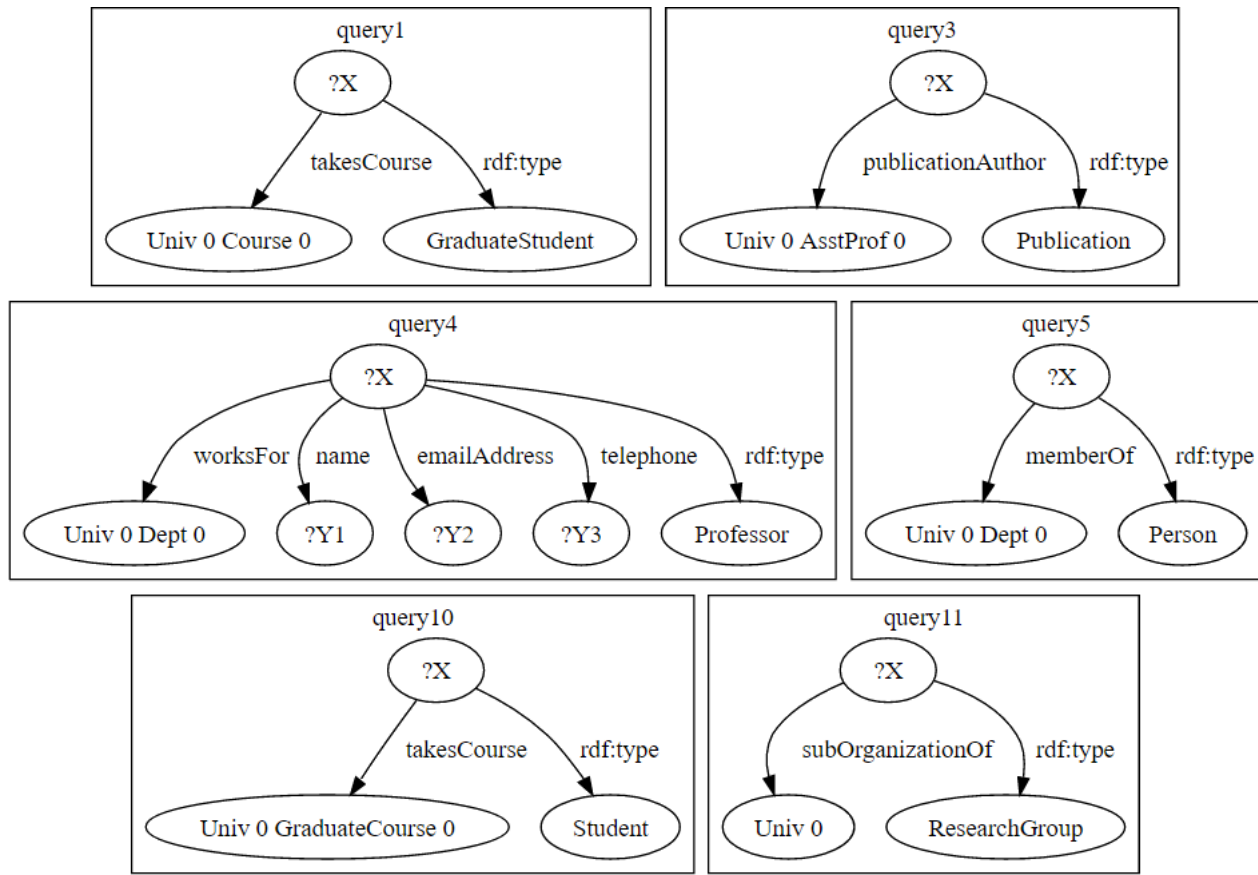 query1
?X
takesCourse
rdf:type
Univ 0 Course 0
GraduateStudent
query3
?X
publicationAuthor
rdf:type
Univ 0 AsstProf 0
Publication
query4
?X
worksFor
name
emailAddress
telephone
rdf:type
Univ 0 Dept 0
?Y1
?Y2
?Y3
Professor
query5
?X
memberOf
rdf:type
Univ 0 Dept 0
Person
query10
?X
takesCourse
rdf:type
Univ 0 GraduateCourse 0
Student
query11
?X
subOrganizationOf
rdf:type
Univ 0
ResearchGroup